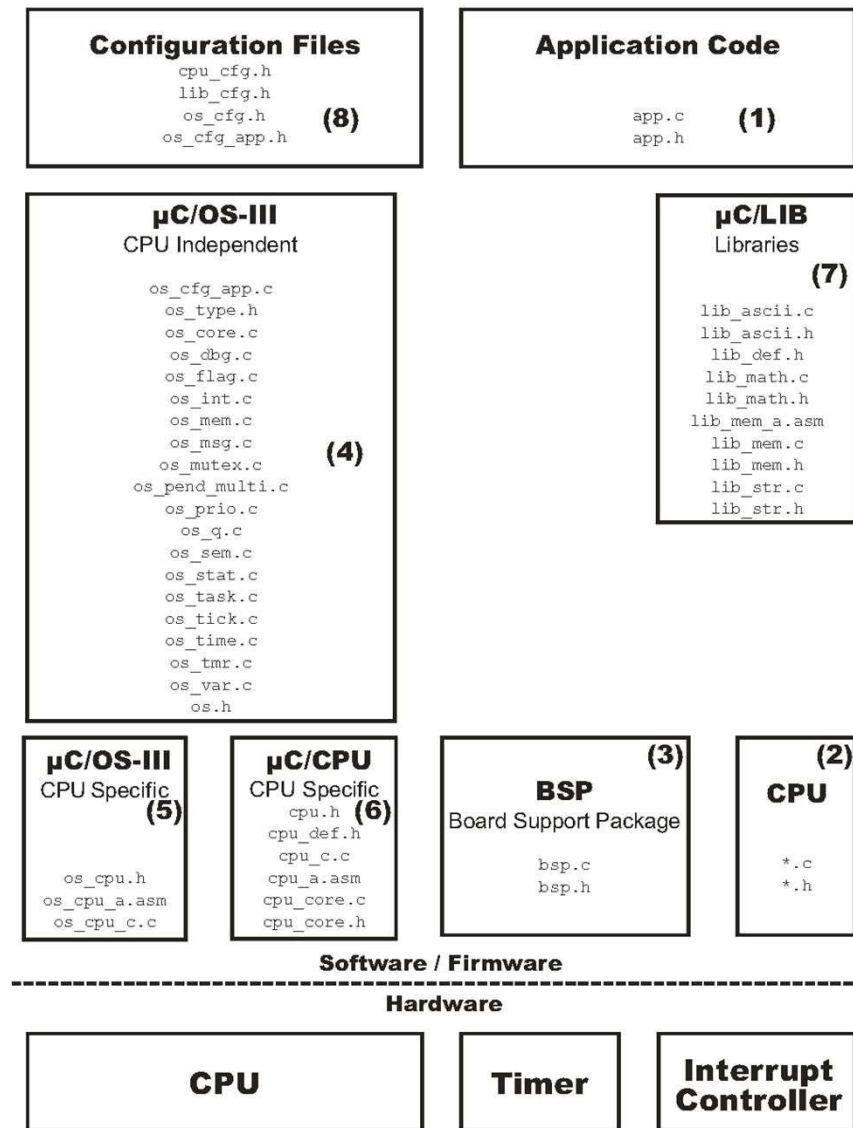 Configuration Files
cpu_cfg.h
lib_cfg.h
os_cfg.h
os_cfg_app.h
(8)
Application Code
app.c
app.h
(1)
µC/OS-III
CPU Independent
os_cfg_app.c
os_type.h
os_core.c
os_dbg.c
os_flag.c
os_int.c
os_mem.c
os_msg.c
os_mutex.c
os_pend_multi.c
os_prio.c
os_q.c
os_sem.c
os_stat.c
os_task.c
os_tick.c
os_time.c
os_tmr.c
os_var.c
os.h
(4)
µC/LIB
Libraries
(7)
lib_ascii.c
lib_ascii.h
lib_def.h
lib_math.c
lib_math.h
lib_mem_a.asm
lib_mem.c
lib_mem.h
lib_str.c
lib_str.h
µC/OS-III
CPU Specific
(5)
os_cpu.h
os_cpu_a.asm
os_cpu_c.c
µC/CPU
CPU Specific
cpu.h (6)
cpu_def.h
cpu_c.c
cpu_a.asm
cpu_core.c
cpu_core.h
(3)
BSP
Board Support Package
bsp.c
bsp.h
(2)
CPU
*.c
*.h
Software / Firmware
Hardware
CPU
Timer
Interrupt
Controller